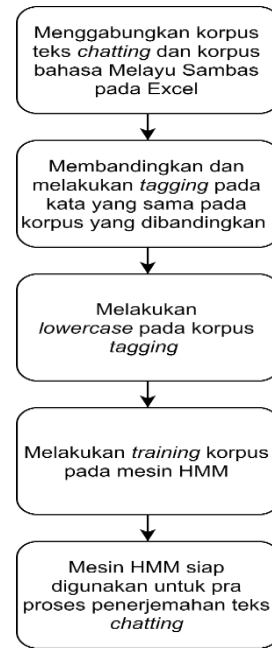 Menggabungkan korpus
teks chatting dan korpus
bahasa Melayu Sambas
pada Excel
Membandingkan dan
melakukan tagging pada
kata yang sama pada
korpus yang dibandingkan
Melakukan
lowercase pada korpus
tagging
Melakukan training korpus
pada mesin HMM
Mesin HMM siap
digunakan untuk pra
proses penerjemahan teks
chatting